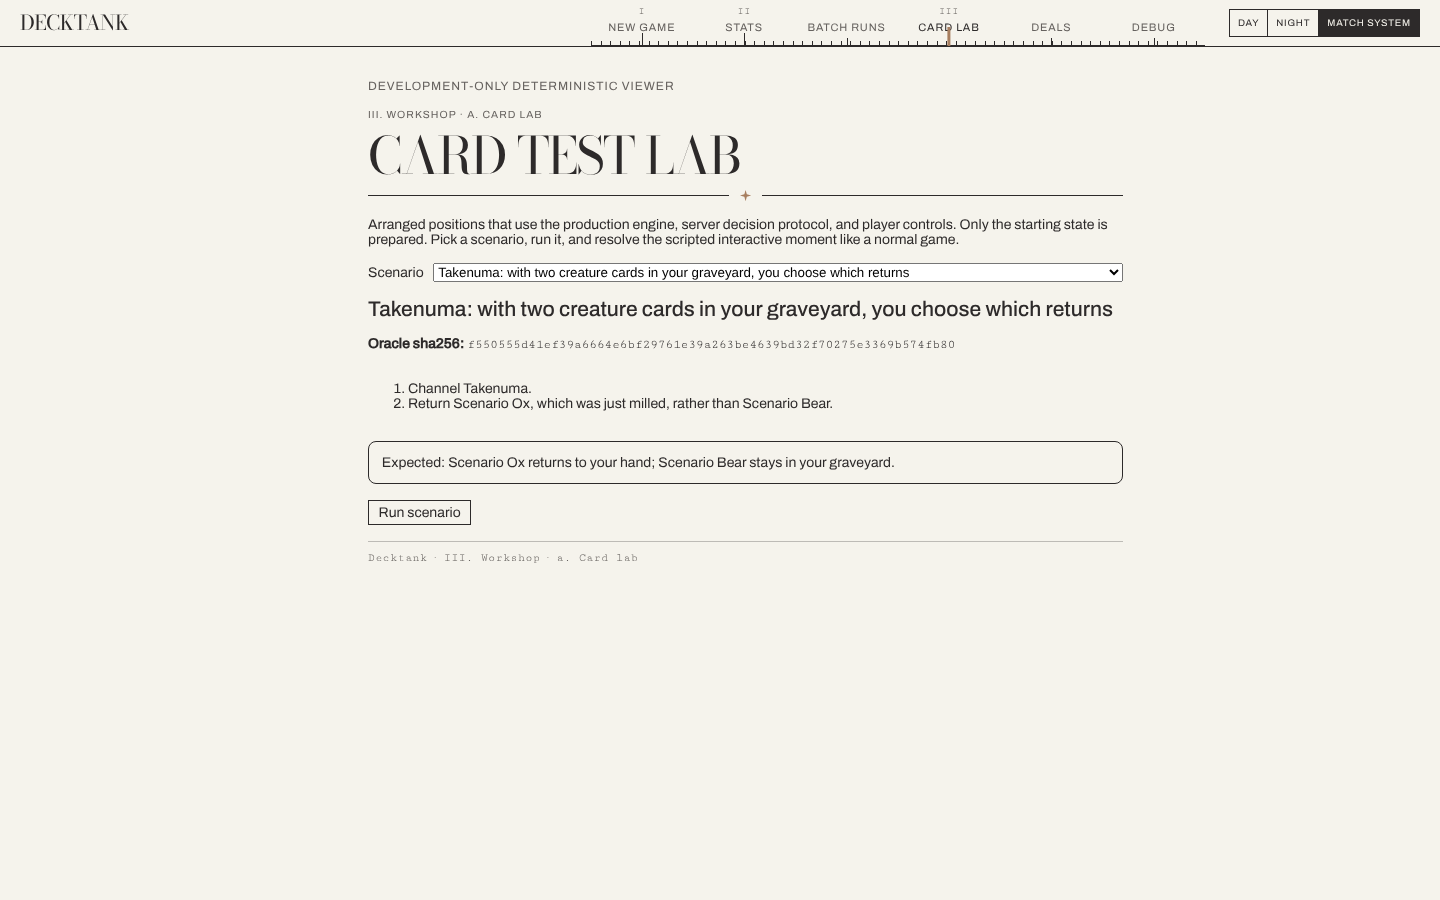 DECKTANK
I
NEW GAME
II
STATS
BATCH RUNS
III
CARD LAB
DEALS
DEBUG
DAY
NIGHT
MATCH SYSTEM
DEVELOPMENT-ONLY DETERMINISTIC VIEWER
III. WORKSHOP · A. CARD LAB
CARD TEST LAB
Arranged positions that use the production engine, server decision protocol, and player controls. Only the starting state is
prepared. Pick a scenario, run it, and resolve the scripted interactive moment like a normal game.
Scenario
Takenuma: with two creature cards in your graveyard, you choose which returns
Takenuma: with two creature cards in your graveyard, you choose which returns
Oracle sha256: f550555d41ef39a6664e6bf29761e39a263be4639bd32f70275e3369b574fb80
1. Channel Takenuma.
2. Return Scenario Ox, which was just milled, rather than Scenario Bear.
Expected: Scenario Ox returns to your hand; Scenario Bear stays in your graveyard.
Run scenario
Decktank · III. Workshop · a. Card lab